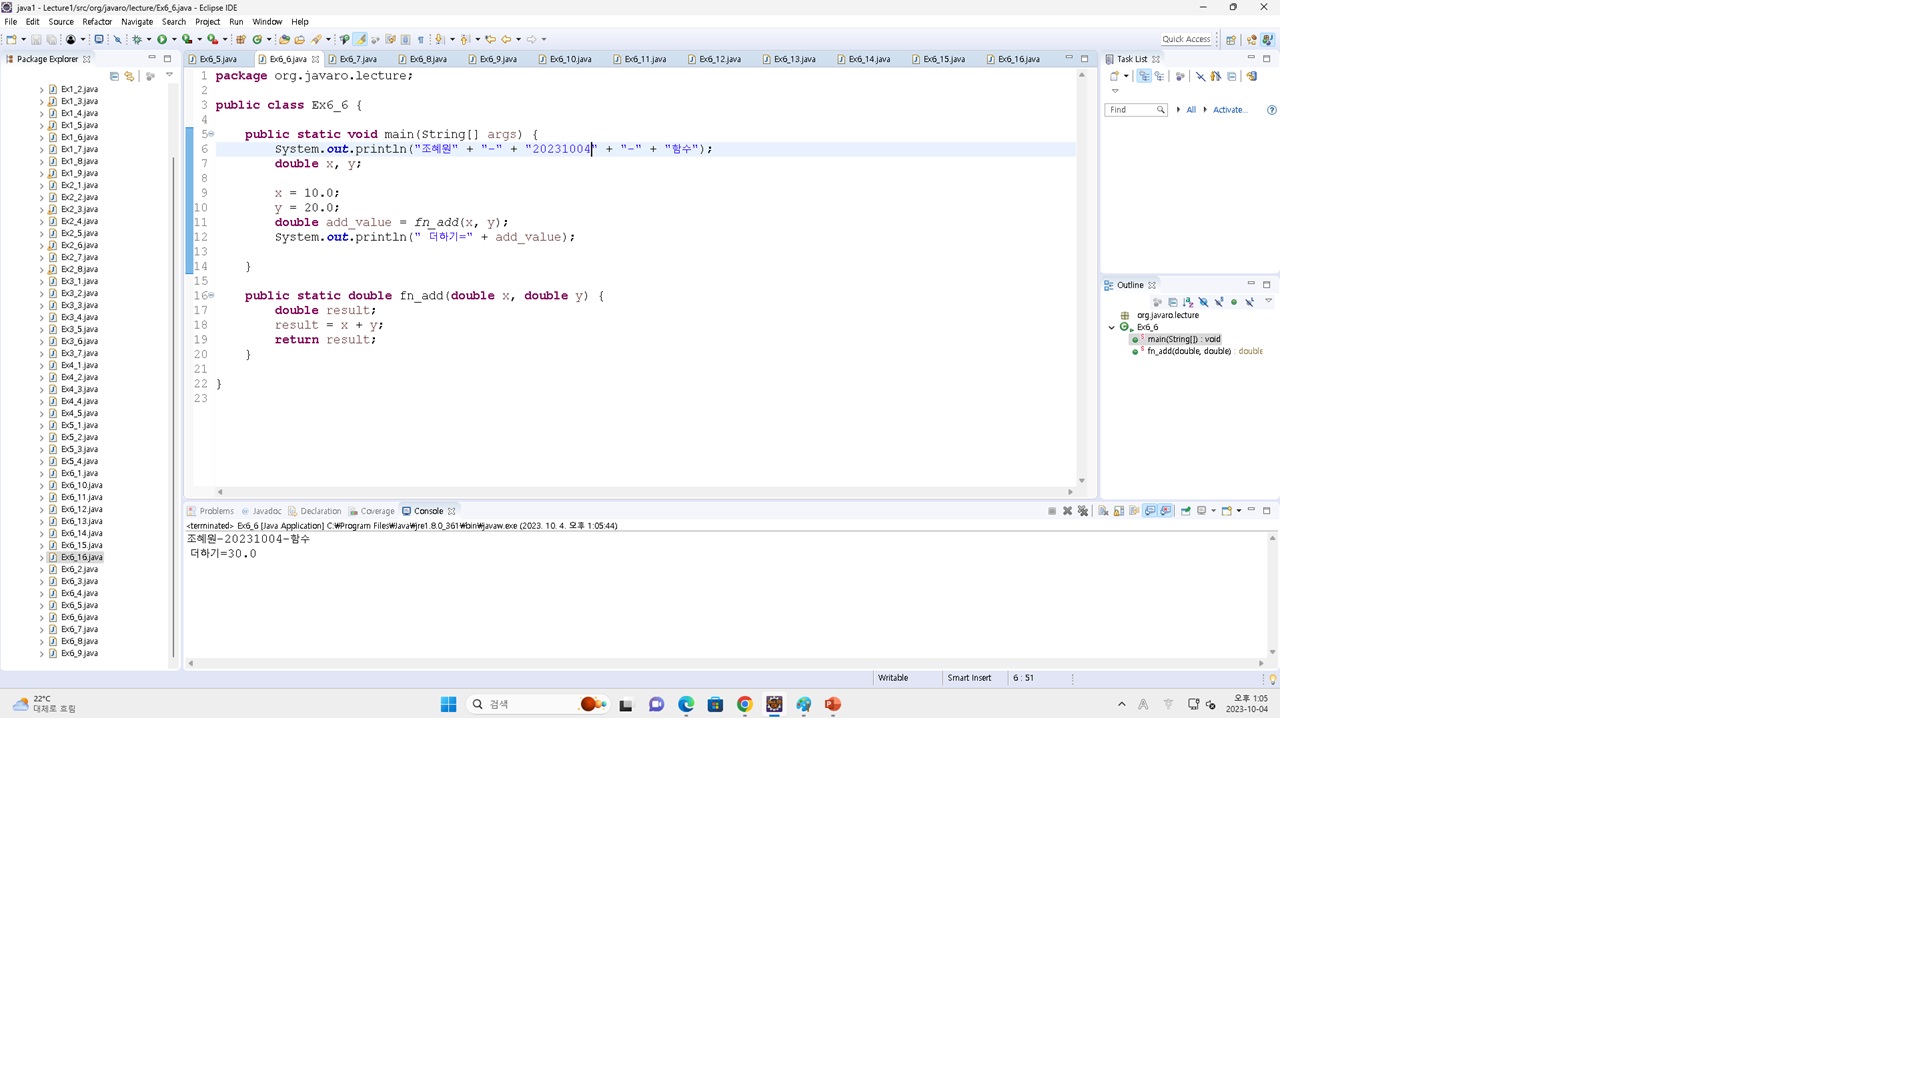 java1 - Lecture1/src/org/javaro/lecture/Ex6_6.java - Eclipse IDE
File Edit Source Refactor Navigate Search Project Run Window Help
Quick Access
Package Explorer
Ex1_2.java
Ex1_3.java
Ex1_4.java
Ex1_5.java
Ex1_6.java
Ex1_7.java
Ex1_8.java
Ex1_9.java
Ex2_1.java
Ex2_2.java
Ex2_3.java
Ex2_4.java
Ex2_5.java
Ex2_6.java
Ex2_7.java
Ex2_8.java
Ex3_1.java
Ex3_2.java
Ex3_3.java
Ex3_4.java
Ex3_5.java
Ex3_6.java
Ex3_7.java
Ex4_1.java
Ex4_2.java
Ex4_3.java
Ex4_4.java
Ex4_5.java
Ex5_1.java
Ex5_2.java
Ex5_3.java
Ex5_4.java
Ex6_1.java
Ex6_10.java
Ex6_11.java
Ex6_12.java
Ex6_13.java
Ex6_14.java
Ex6_15.java
Ex6_16.java
Ex6_2.java
Ex6_3.java
Ex6_4.java
Ex6_5.java
Ex6_6.java
Ex6_7.java
Ex6_8.java
Ex6_9.java
Ex6_5.java Ex6_6.java Ex6_7.java Ex6_8.java Ex6_9.java Ex6_10.java Ex6_11.java Ex6_12.java Ex6_13.java Ex6_14.java Ex6_15.java Ex6_16.java
1 package org.javaro.lecture;
2
3 public class Ex6_6 {
4
5 public static void main(String[] args) {
6 System.out.println("조혜원" + "-" + "20231004" + "-" + "함수");
7 double x, y;
8
9 x = 10.0;
10 y = 20.0;
11 double add_value = fn_add(x, y);
12 System.out.println(" 더하기=" + add_value);
13
14 }
15
16 public static double fn_add(double x, double y) {
17 double result;
18 result = x + y;
19 return result;
20 }
21
22 }
23
Task List
Find All Activate...
Outline
org.javaro.lecture
Ex6_6
main(String[]) : void
fn_add(double, double) : double
Problems Javadoc Declaration Coverage Console
<terminated> Ex6_6 [Java Application] C:₩Program Files₩Java₩jre1.8.0_361₩bin₩javaw.exe (2023. 10. 4. 오후 1:05:44)
조혜원-20231004-함수
더하기=30.0
Writable Smart Insert 6 : 51
22°C
대체로 흐림
검색
A
오후 1:05
2023-10-04